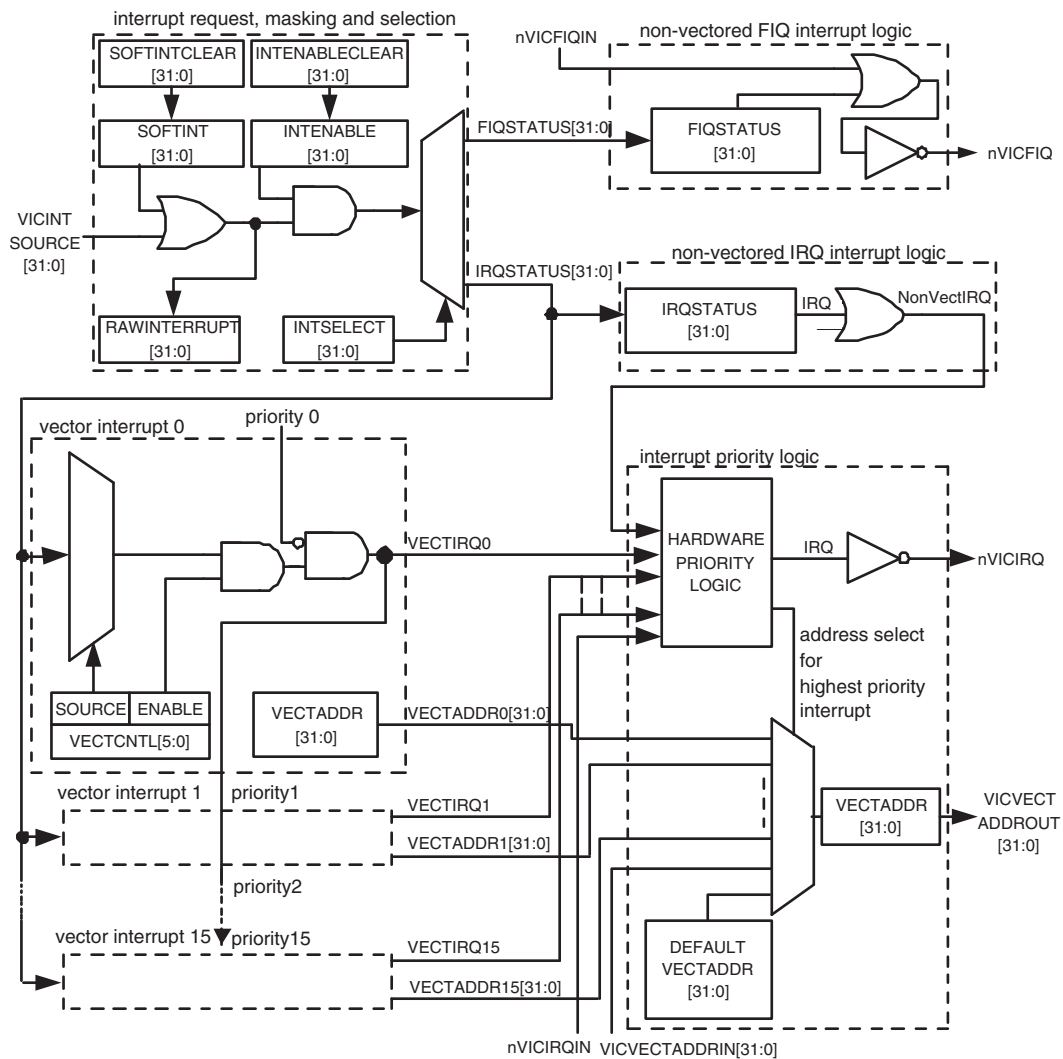 interrupt request, masking and selection
SOFTINTCLEAR
[31:0]
INTENABLECLEAR
[31:0]
SOFTINT
[31:0]
INTENABLE
[31:0]
VICINT
SOURCE
[31:0]
RAWINTERRUPT
[31:0]
INTSELECT
[31:0]
FIQSTATUS[31:0]
IRQSTATUS[31:0]
nVICFIQIN
non-vectored FIQ interrupt logic
FIQSTATUS
[31:0]
nVICFIQ
non-vectored IRQ interrupt logic
IRQSTATUS
[31:0]
IRQ
NonVectIRQ
vector interrupt 0
priority 0
VECTIRQ0
SOURCE
ENABLE
VECTCNTL[5:0]
VECTADDR
[31:0]
VECTADDR0[31:0]
interrupt priority logic
HARDWARE
PRIORITY
LOGIC
IRQ
nVICIRQ
address select
for
highest priority
interrupt
vector interrupt 1
priority1
VECTIRQ1
VECTADDR1[31:0]
priority2
VECTADDR
[31:0]
VICVECT
ADDROUT
[31:0]
vector interrupt 15
priority15
VECTIRQ15
VECTADDR15[31:0]
DEFAULT
VECTADDR
[31:0]
nVICIRQIN
VICVECTADDRIN[31:0]